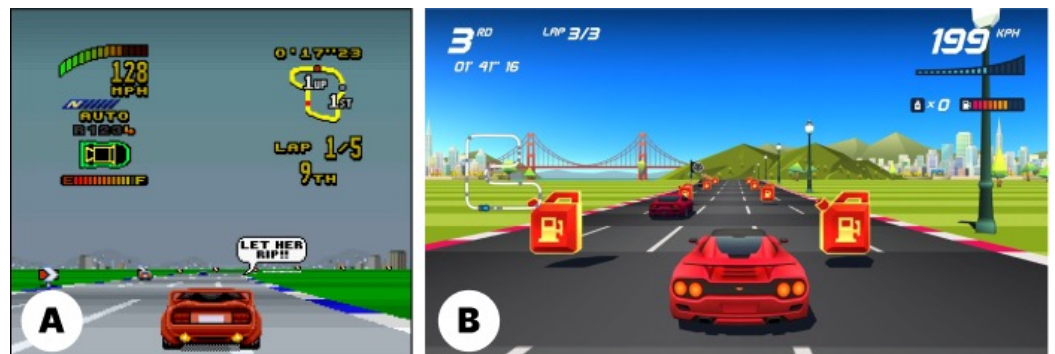 128
MPH
N
AUTO
R1234
E F
0'17"23
1UP
1ST
LAP 1/5
9TH
LET HER
RIP!!
A
3RD
LAP 3/3
01' 41" 16
199 KPH
x0
B